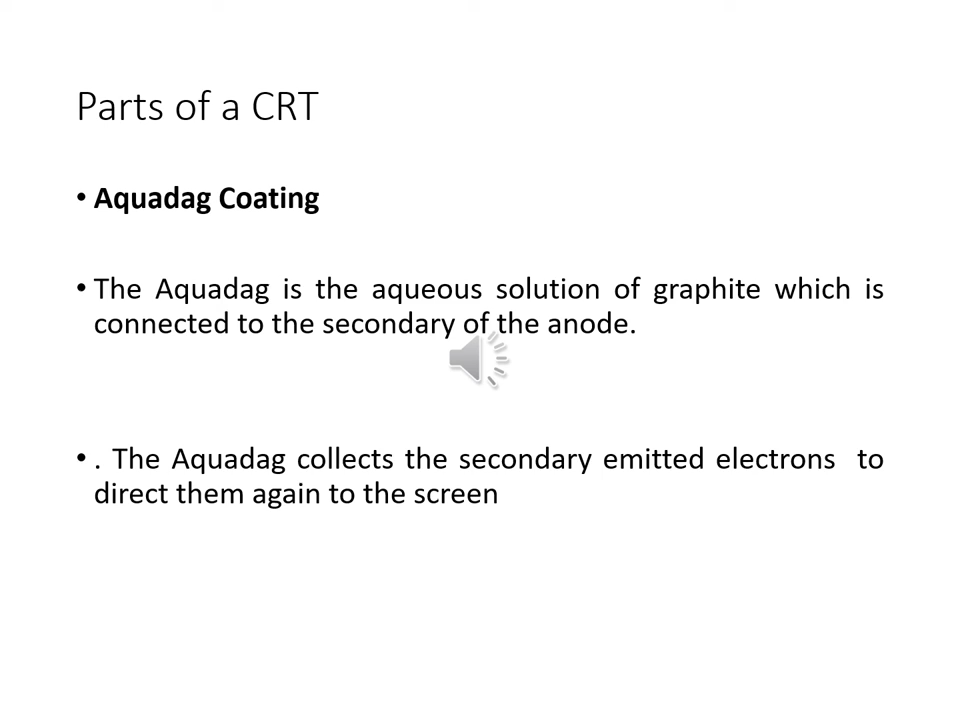 Parts of a CRT
• Aquadag Coating
• The Aquadag is the aqueous solution of graphite which is
connected to the secondary of the anode.
• . The Aquadag collects the secondary emitted electrons  to
direct them again to the screen